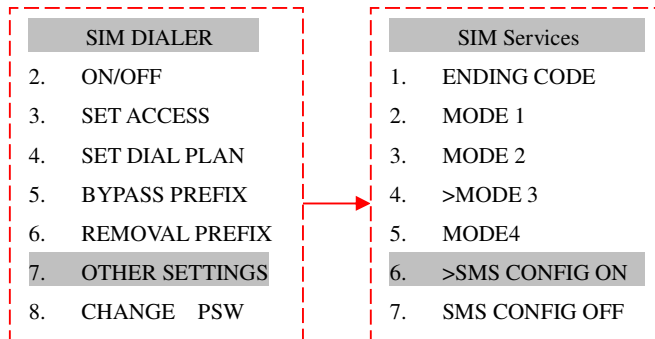 SIM DIALER
2. ON/OFF
3. SET ACCESS
4. SET DIAL PLAN
5. BYPASS PREFIX
6. REMOVAL PREFIX
7. OTHER SETTINGS
8. CHANGE PSW
SIM Services
1. ENDING CODE
2. MODE 1
3. MODE 2
4. >MODE 3
5. MODE4
6. >SMS CONFIG ON
7. SMS CONFIG OFF